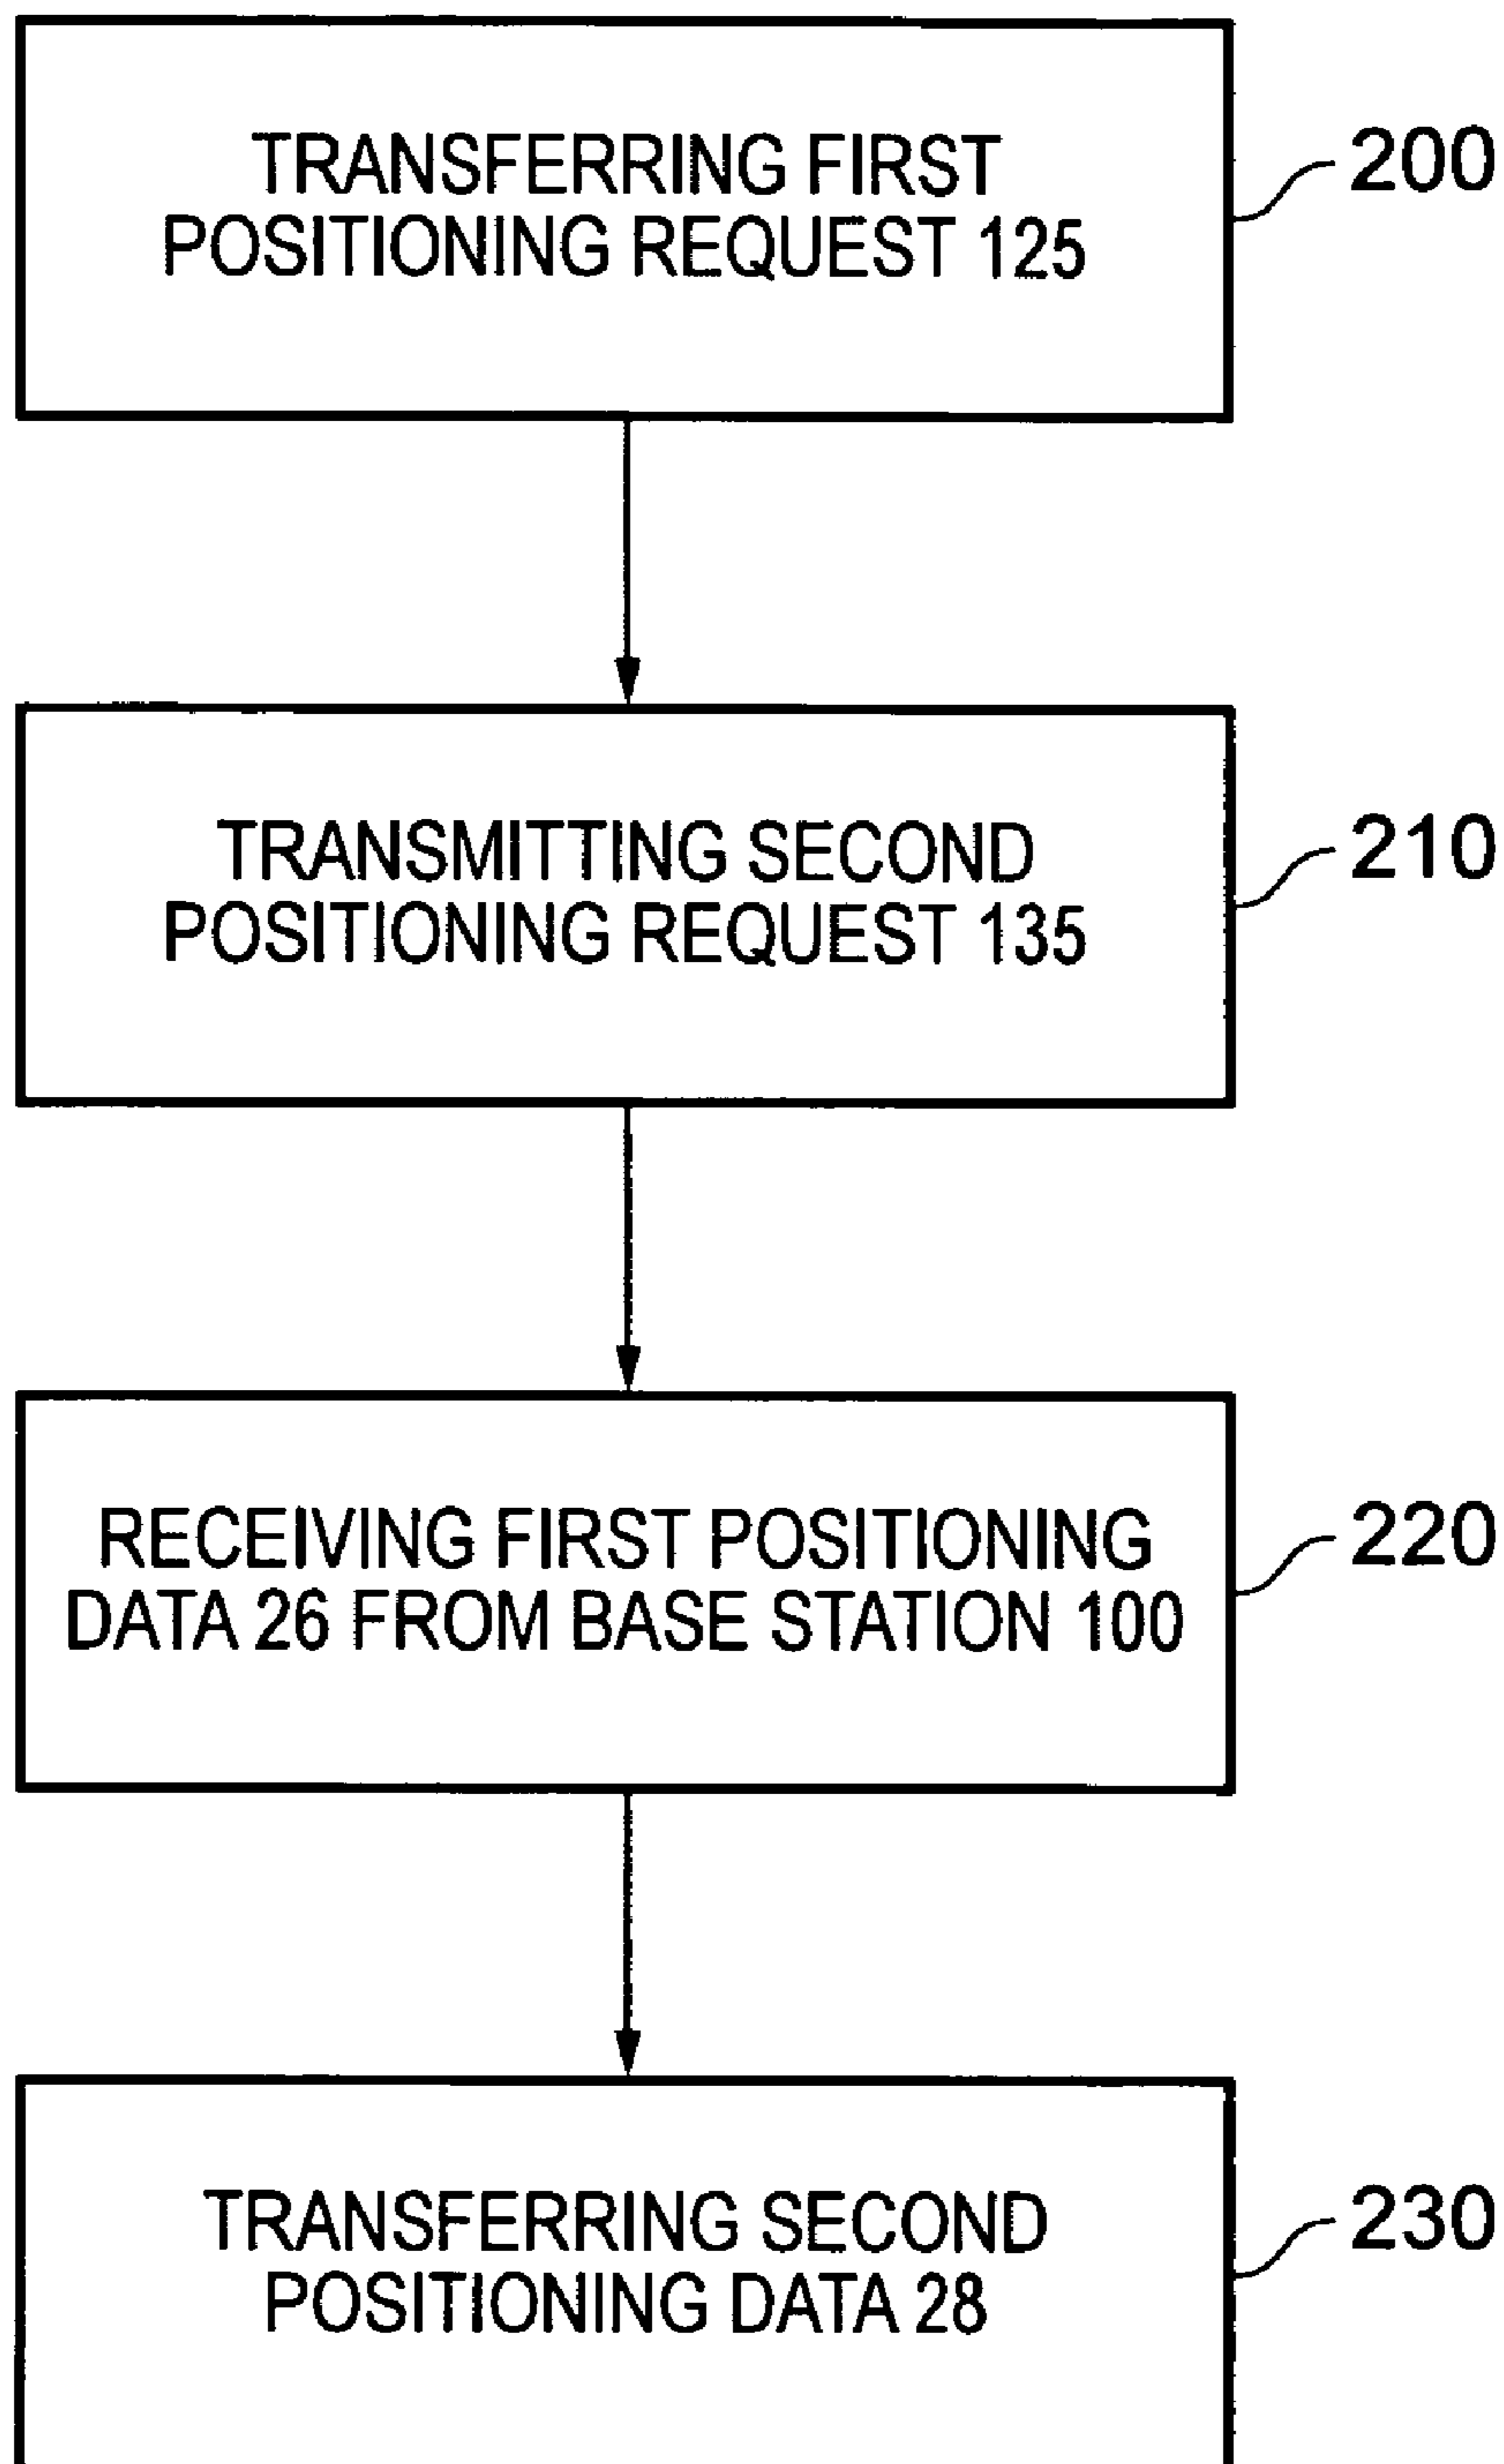 TRANSFERRING FIRST
POSITIONING REQUEST 125
200
TRANSMITTING SECOND
POSITIONING REQUEST 135
210
RECEIVING FIRST POSITIONING
DATA 26 FROM BASE STATION 100
220
TRANSFERRING SECOND
POSITIONING DATA 28
230